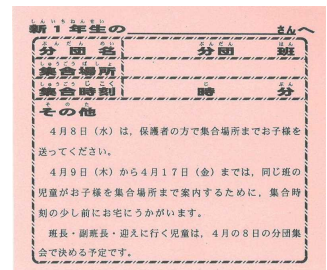 新１年生の　　　　　　さんへ
分団名　　　　分団　　　班
集合場所
集合時刻　　　　時　　　分
その他
４月８日（水）は，保護者の方で集合場所までお子様を
送ってください。
４月９日（木）から４月１７日（金）までは，同じ班の
児童がお子様を集合場所まで案内するために，集合時
刻の少し前にお宅にうかがいます。
班長・副班長・迎えに行く児童は，４月の８日の分団集
会で決める予定です。